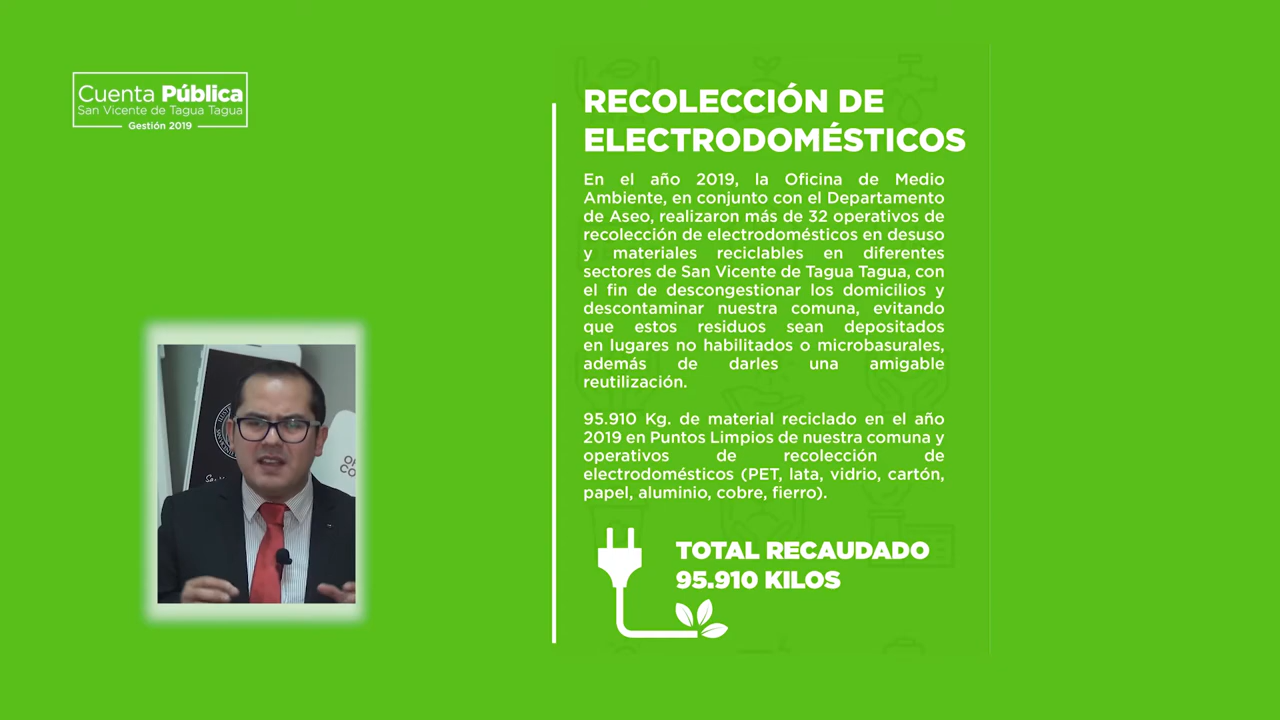 Cuenta Pública
San Vicente de Tagua Tagua
Gestión 2019
RECOLECCIÓN DE
ELECTRODOMÉSTICOS
En el año 2019, la Oficina de Medio
Ambiente, en conjunto con el Departamento
de Aseo, realizaron más de 32 operativos de
recolección de electrodomésticos en desuso
y materiales reciclables en diferentes
sectores de San Vicente de Tagua Tagua, con
el fin de descongestionar los domicilios y
descontaminar nuestra comuna, evitando
que estos residuos sean depositados
en lugares no habilitados o microbasurales,
además de darles una amigable
reutilización.
95.910 Kg. de material reciclado en el año
2019 en Puntos Limpios de nuestra comuna y
operativos de recolección de
electrodomésticos (PET, lata, vidrio, cartón,
papel, aluminio, cobre, fierro).
TOTAL RECAUDADO
95.910 KILOS